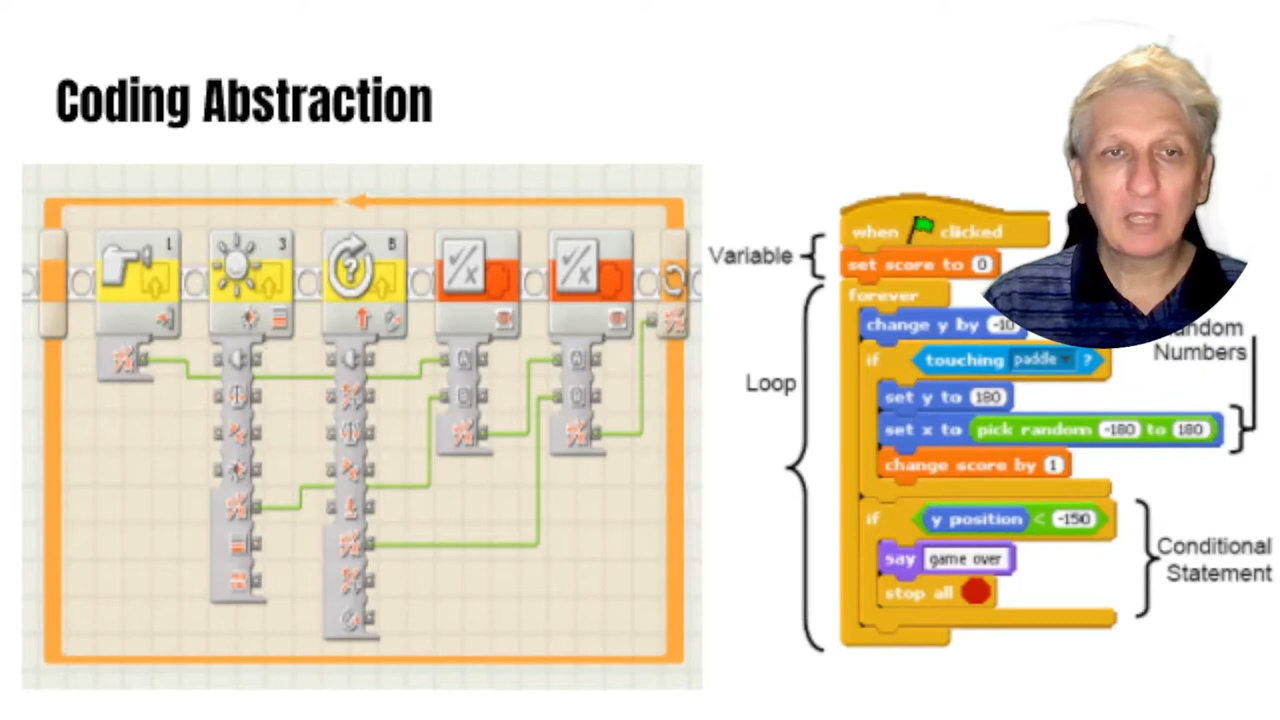 Coding Abstraction
1
3
B
Variable
when clicked
set score to 0
Loop
forever
change y by -10
if touching paddle ?
set y to 180
set x to pick random -180 to 180
change score by 1
Numbers
if y position < -150
say game over
stop all
Conditional
Statement